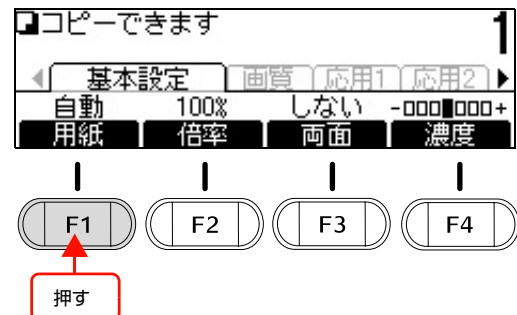 コピーできます 1
基本設定 画質 応用1 応用2
自動 100% しない -□□□■□□□+
用紙 倍率 両面 濃度
F1 F2 F3 F4
押す